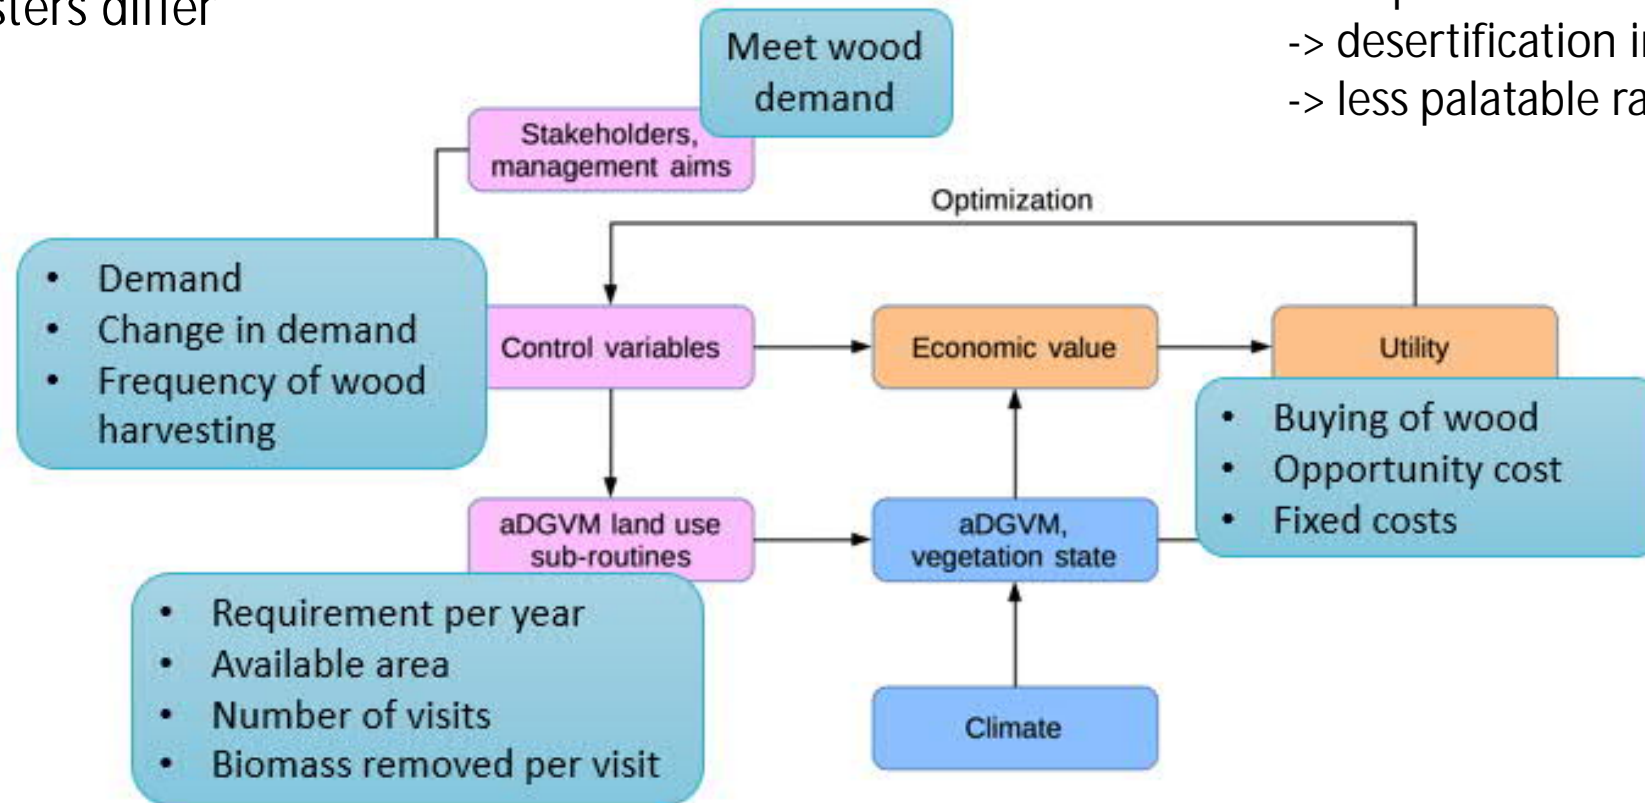 differ
-> desertification
-> less palatable
Meet wood
demand
Stakeholders,
management aims
Optimization
• Demand
• Change in demand
• Frequency of wood
harvesting
Control variables
Economic value
Utility
• Buying of wood
• Opportunity cost
• Fixed costs
aDGVM land use
sub-routines
aDGVM,
vegetation state
• Requirement per year
• Available area
• Number of visits
• Biomass removed per visit
Climate